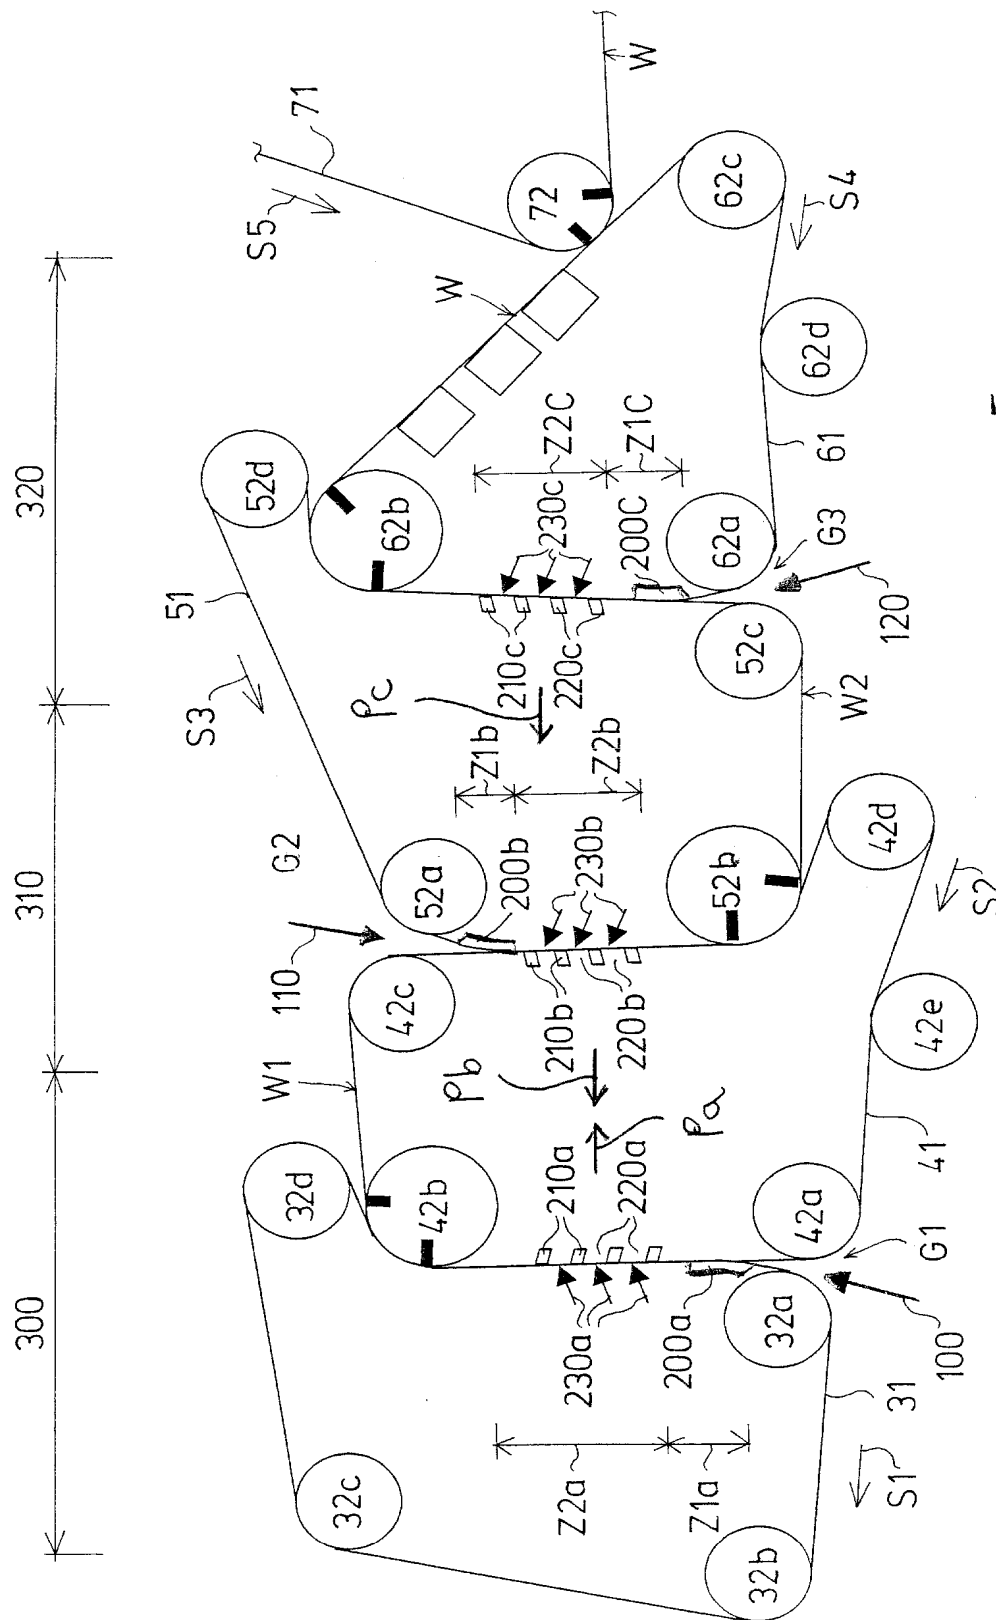 300
310
320
32c
32b
32d
32a
31
S1
Z2a
Z1a
230a
200a
210a
220a
100
G1
42b
42a
42c
42e
42d
41
S2
W1
Pa
Pb
110
G2
210b
220b
230b
200b
Z1b
Z2b
52a
52b
52c
52d
51
S3
W2
Pc
210c
220c
230c
200C
Z2C
Z1C
120
G3
62a
62b
62c
62d
61
S4
W
72
71
S5
W